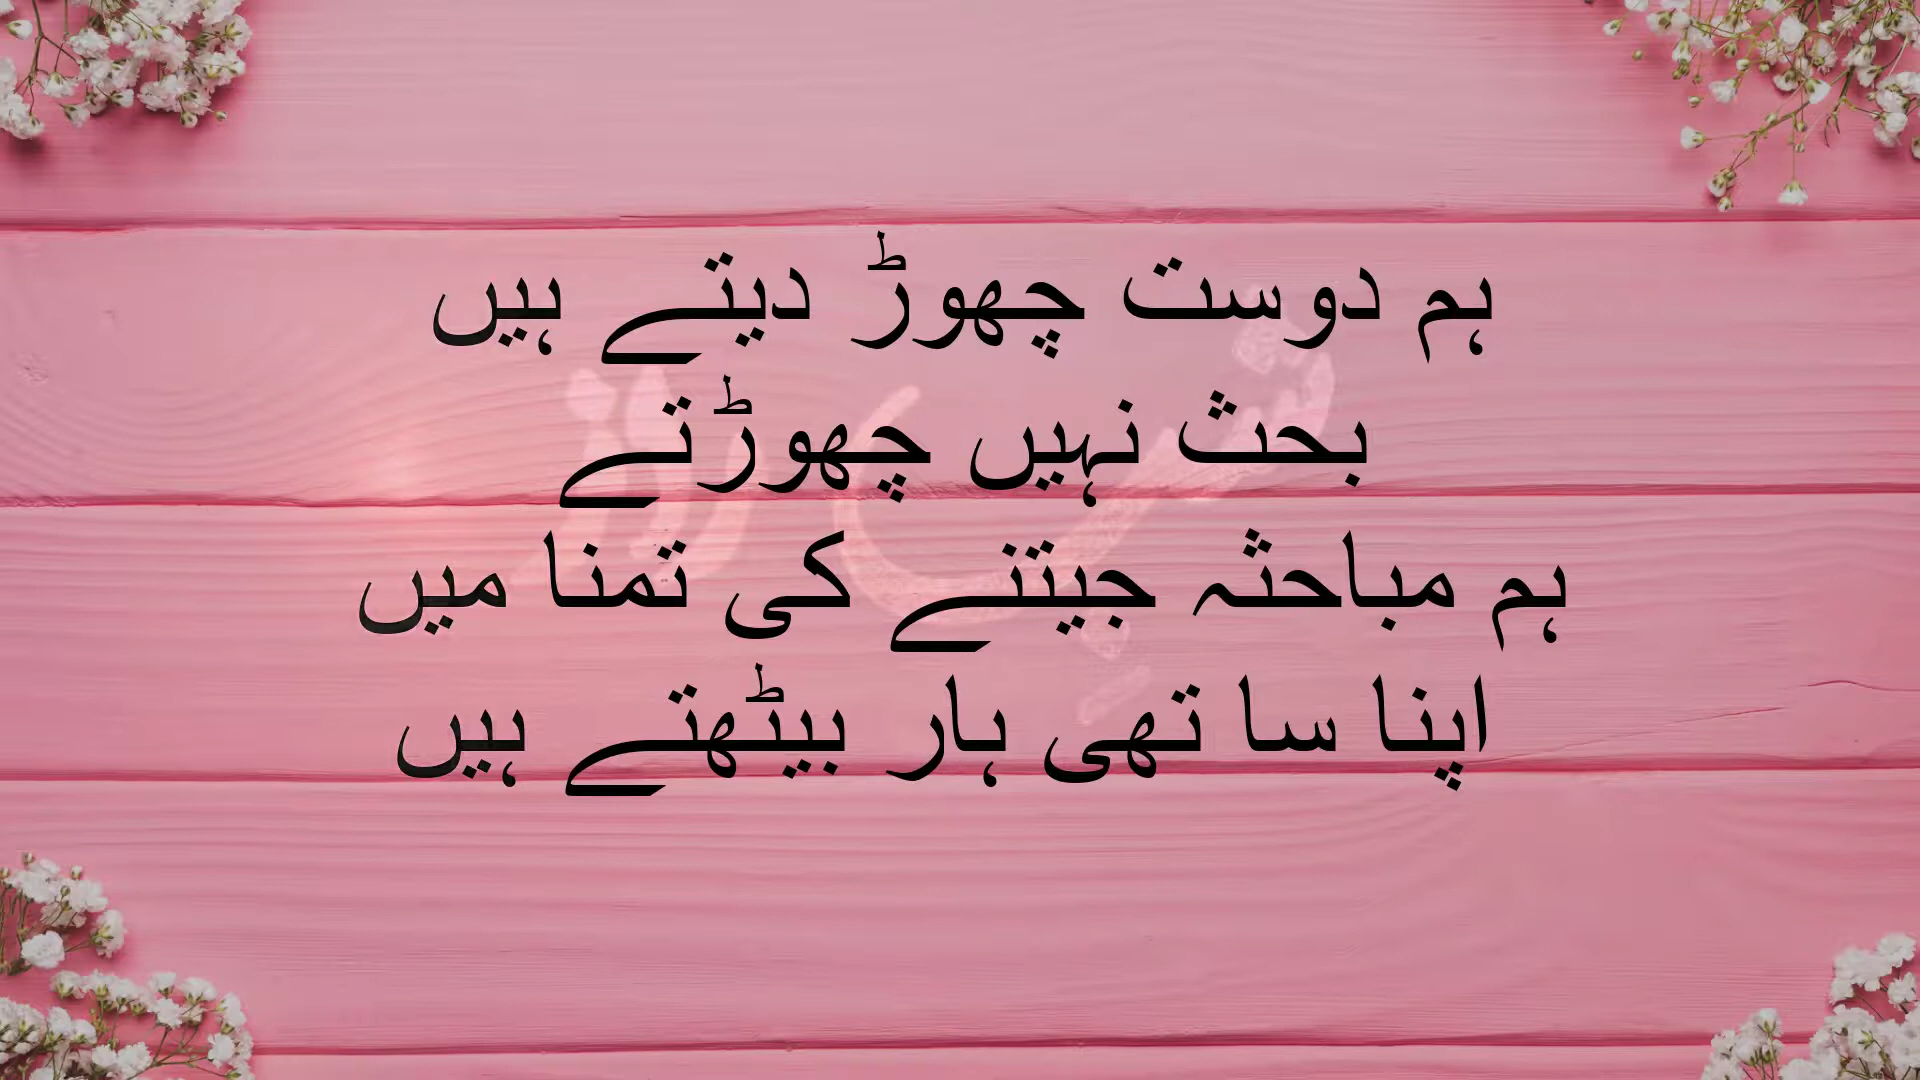 ہم دوست چھوڑ دیتے ہیں
بحث نہیں چھوڑتے
ہم مباحثہ جیتنے کی تمنا میں
اپنا سا تھی ہار بیٹھتے ہیں